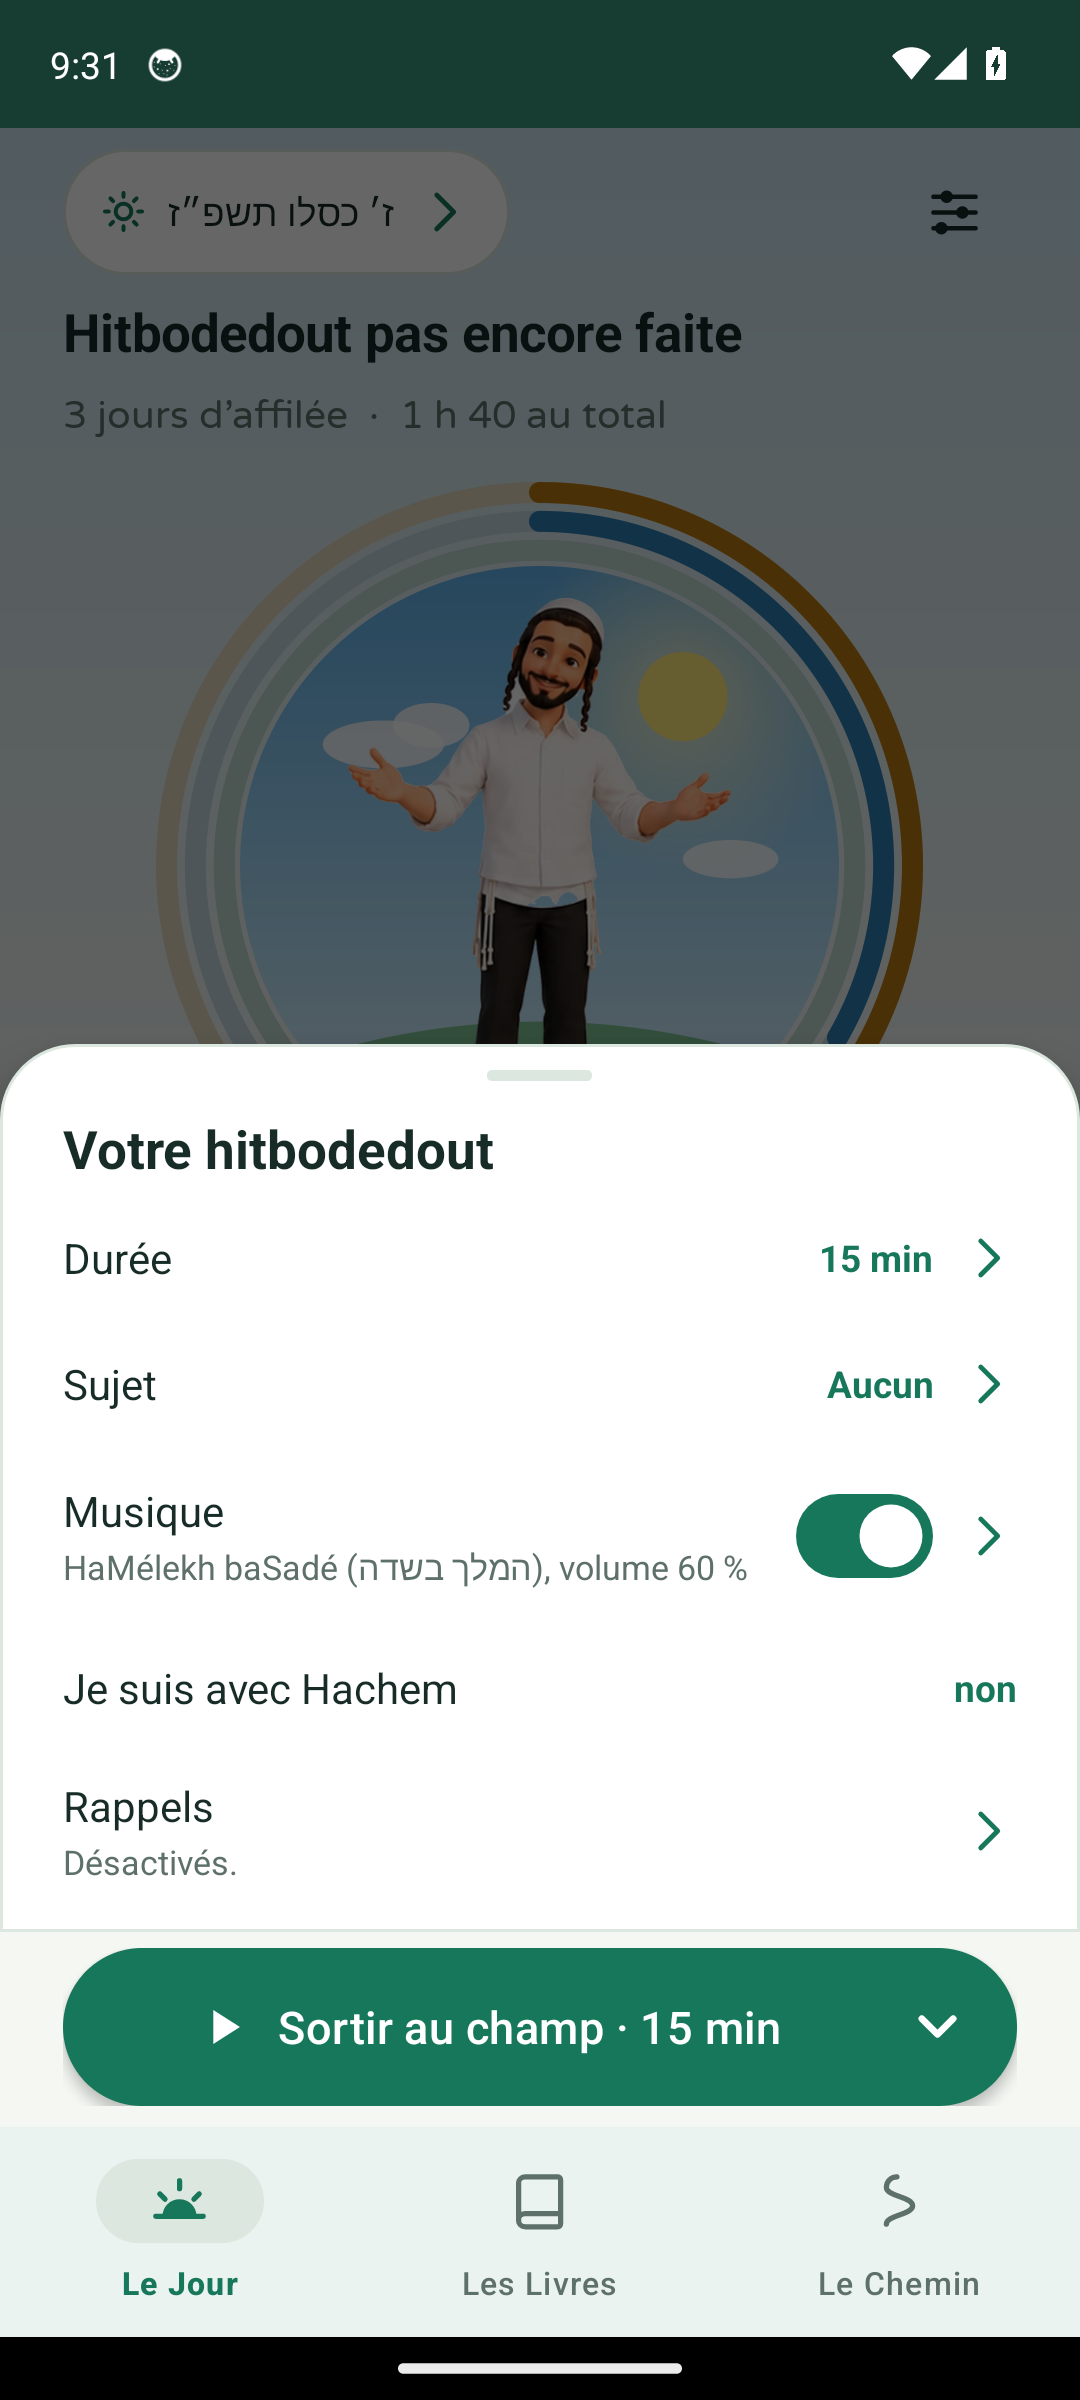 9:31
ז׳ כסלו תשפ״ז
Hitbodedout pas encore faite
3 jours d’affilée · 1 h 40 au total
Votre hitbodedout
Durée 15 min
Sujet Aucun
Musique
HaMélekh baSadé (המלך בשדה), volume 60 %
Je suis avec Hachem non
Rappels
Désactivés.
Sortir au champ · 15 min
Le Jour Les Livres Le Chemin